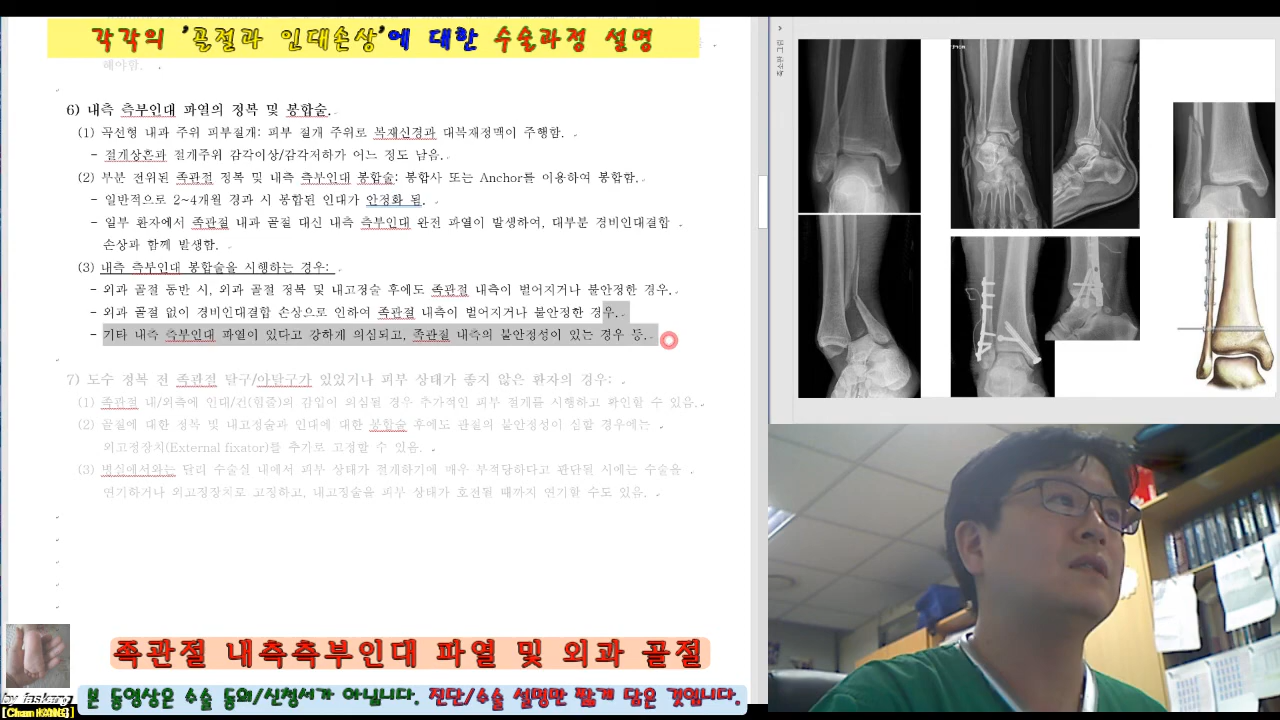 각각의 '골절과 인대손상'에 대한 수술과정 설명
해야함.
6) 내측 측부인대 파열의 정복 및 봉합술.
(1) 곡선형 내과 주위 피부절개: 피부 절개 주위로 복재신경과 대복재정맥이 주행함.
- 절개상흔과 절개주위 감각이상/감각저하가 어느 정도 남음.
(2) 부분 전위된 족관절 정복 및 내측 측부인대 봉합술: 봉합사 또는 Anchor를 이용하여 봉합함.
- 일반적으로 2~4개월 경과 시 봉합된 인대가 안정화 됨.
- 일부 환자에서 족관절 내과 골절 대신 내측 측부인대 완전 파열이 발생하여, 대부분 경비인대결합
손상과 함께 발생함.
(3) 내측 측부인대 봉합술을 시행하는 경우:
- 외과 골절 동반 시, 외과 골절 정복 및 내고정술 후에도 족관절 내측이 벌어지거나 불안정한 경우.
- 외과 골절 없이 경비인대결합 손상으로 인하여 족관절 내측이 벌어지거나 불안정한 경우.
- 기타 내측 측부인대 파열이 있다고 강하게 의심되고, 족관절 내측의 불안정성이 있는 경우 등.
7) 도수 정복 전 족관절 탈구/아탈구가 있었거나 피부 상태가 좋지 않은 환자의 경우:
(1) 족관절 내/외측에 인대/건(힘줄)의 감입이 의심될 경우 추가적인 피부 절개를 시행하고 확인할 수 있음.
(2) 골절에 대한 정복 및 내고정술과 인대에 대한 봉합술 후에도 관절의 불안정성이 심할 경우에는
외고정장치(External fixator)를 추가로 고정할 수 있음.
(3) 병실에서와는 달리 수술실 내에서 피부 상태가 절개하기에 매우 부적당하다고 판단될 시에는 수술을
연기하거나 외고정장치로 고정하고, 내고정술을 피부 상태가 호전될 때까지 연기할 수도 있음.
족관절 내측측부인대 파열 및 외과 골절
본 동영상은 수술 동의/신청서가 아닙니다. 진단/수술 설명만 짧게 담은 것입니다.
by faskang